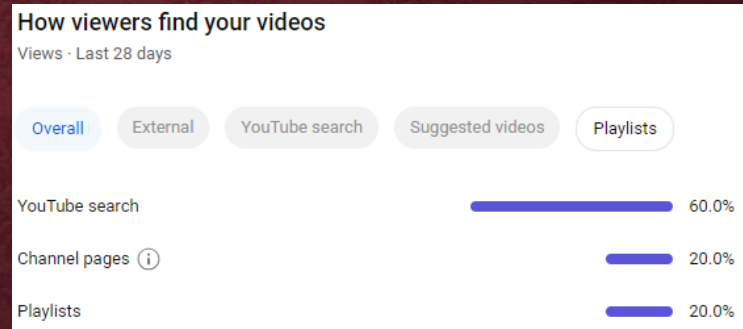 How viewers find your videos
Views · Last 28 days
Overall External YouTube search Suggested videos Playlists
YouTube search 60.0%
Channel pages 20.0%
Playlists 20.0%